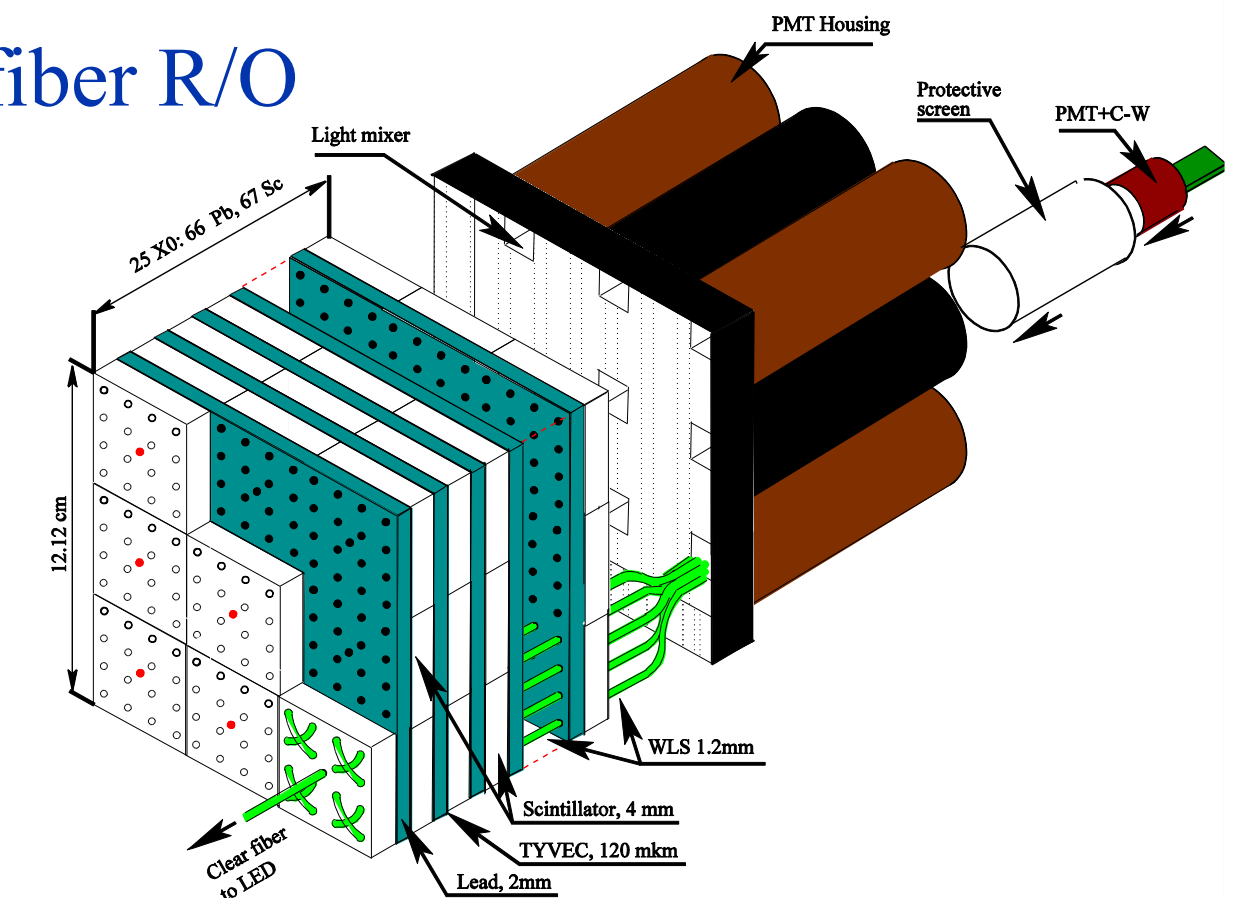 fiber R/O
PMT Housing
Protective
screen
PMT+C-W
Light mixer
25 X0: 66 Pb, 67 Sc
12.12 cm
WLS 1.2mm
Scintillator, 4 mm
TYVEC, 120 mkm
Lead, 2mm
Clear fiber
to LED